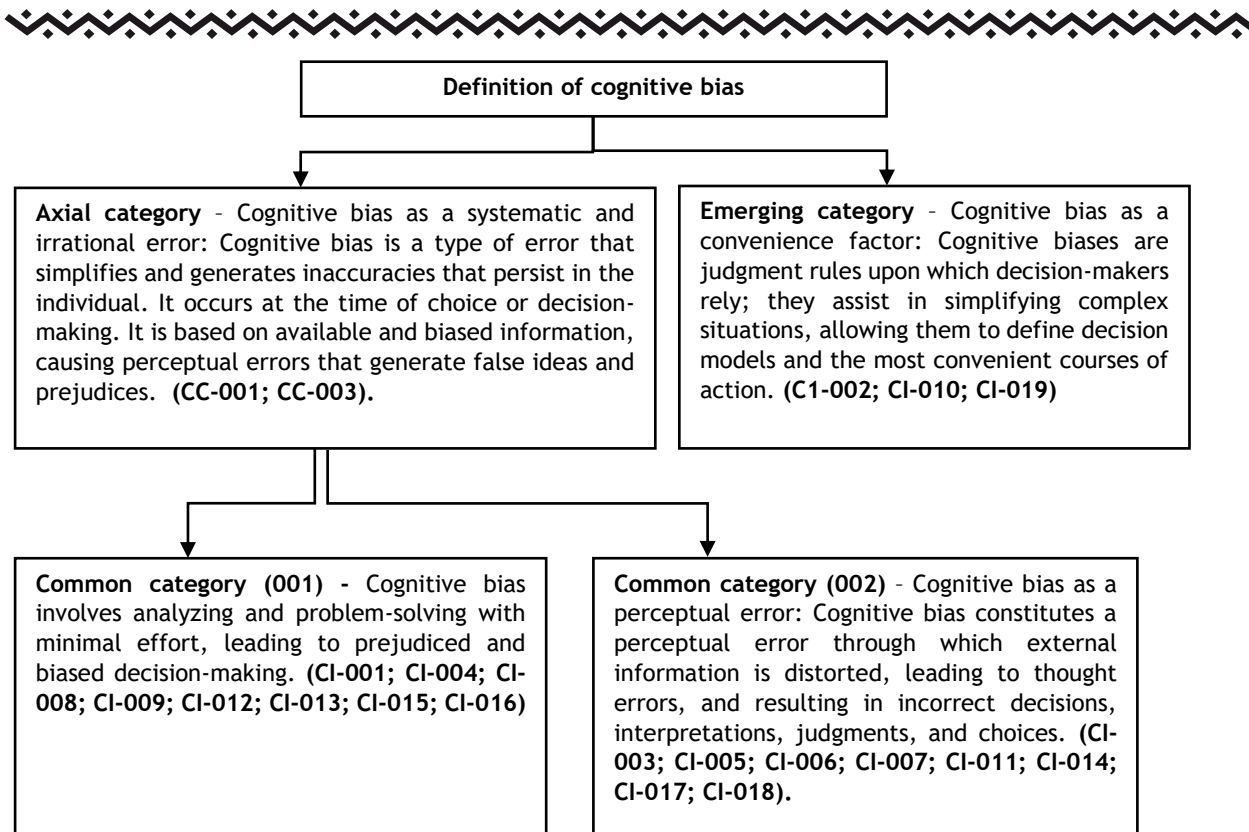 Definition of cognitive bias
Axial category – Cognitive bias as a systematic and
irrational error: Cognitive bias is a type of error that
simplifies and generates inaccuracies that persist in the
individual. It occurs at the time of choice or decision-
making. It is based on available and biased information,
causing perceptual errors that generate false ideas and
prejudices. (CC-001; CC-003).
Emerging category – Cognitive bias as a
convenience factor: Cognitive biases are
judgment rules upon which decision-makers
rely; they assist in simplifying complex
situations, allowing them to define decision
models and the most convenient courses of
action. (C1-002; CI-010; CI-019)
Common category (001) - Cognitive bias
involves analyzing and problem-solving with
minimal effort, leading to prejudiced and
biased decision-making. (CI-001; CI-004; CI-
008; CI-009; CI-012; CI-013; CI-015; CI-016)
Common category (002) – Cognitive bias as a
perceptual error: Cognitive bias constitutes a
perceptual error through which external
information is distorted, leading to thought
errors, and resulting in incorrect decisions,
interpretations, judgments, and choices. (CI-
003; CI-005; CI-006; CI-007; CI-011; CI-014;
CI-017; CI-018).